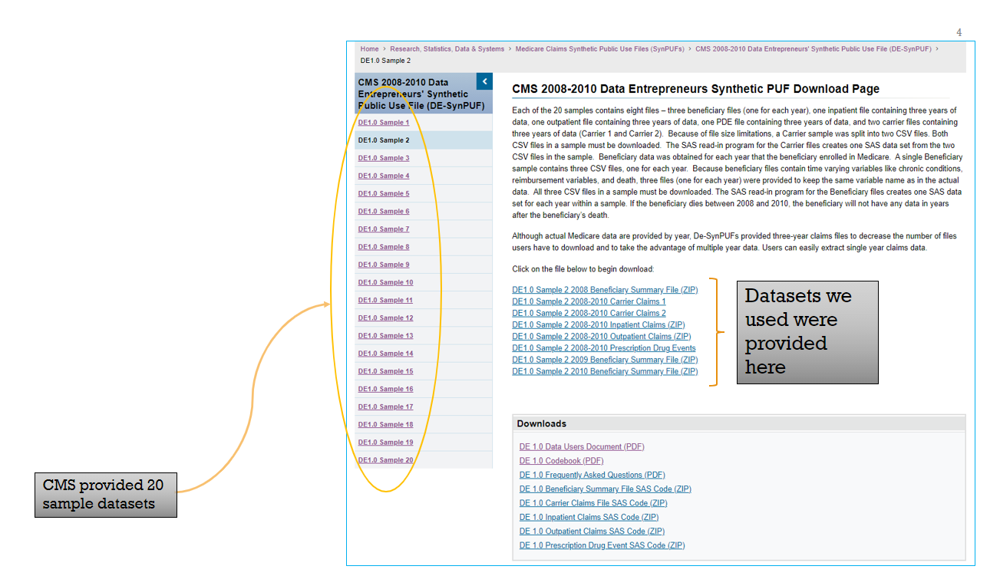 4
Home > Research, Statistics, Data & Systems > Medicare Claims Synthetic Public Use Files (SynPUFs) > CMS 2008-2010 Data Entrepreneurs' Synthetic Public Use File (DE-SynPUF) >
DE1.0 Sample 2
CMS 2008-2010 Data
Entrepreneurs' Synthetic
Public Use File (DE-SynPUF)
DE1.0 Sample 1
DE1.0 Sample 2
DE1.0 Sample 3
DE1.0 Sample 4
DE1.0 Sample 5
DE1.0 Sample 6
DE1.0 Sample 7
DE1.0 Sample 8
DE1.0 Sample 9
DE1.0 Sample 10
DE1.0 Sample 11
DE1.0 Sample 12
DE1.0 Sample 13
DE1.0 Sample 14
DE1.0 Sample 15
DE1.0 Sample 16
DE1.0 Sample 17
DE1.0 Sample 18
DE1.0 Sample 19
DE1.0 Sample 20
CMS provided 20
sample datasets
CMS 2008-2010 Data Entrepreneurs Synthetic PUF Download Page
Each of the 20 samples contains eight files – three beneficiary files (one for each year), one inpatient file containing three years of
data, one outpatient file containing three years of data, one PDE file containing three years of data, and two carrier files containing
three years of data (Carrier 1 and Carrier 2). Because of file size limitations, a Carrier sample was split into two CSV files. Both
CSV files in a sample must be downloaded. The SAS read-in program for the Carrier files creates one SAS data set from the two
CSV files in the sample. Beneficiary data was obtained for each year that the beneficiary enrolled in Medicare. A single Beneficiary
sample contains three CSV files, one for each year. Because beneficiary files contain time varying variables like chronic conditions,
reimbursement variables, and death, three files (one for each year) were provided to keep the same variable name as in the actual
data. All three CSV files in a sample must be downloaded. The SAS read-in program for the Beneficiary files creates one SAS data
set for each year within a sample. If the beneficiary dies between 2008 and 2010, the beneficiary will not have any data in years
after the beneficiary's death.
Although actual Medicare data are provided by year, De-SynPUFs provided three-year claims files to decrease the number of files
users have to download and to take the advantage of multiple year data. Users can easily extract single year claims data.
Click on the file below to begin download:
DE1.0 Sample 2 2008 Beneficiary Summary File (ZIP)
DE1.0 Sample 2 2008-2010 Carrier Claims 1
DE1.0 Sample 2 2008-2010 Carrier Claims 2
DE1.0 Sample 2 2008-2010 Inpatient Claims (ZIP)
DE1.0 Sample 2 2008-2010 Outpatient Claims (ZIP)
DE1.0 Sample 2 2008-2010 Prescription Drug Events
DE1.0 Sample 2 2009 Beneficiary Summary File (ZIP)
DE1.0 Sample 2 2010 Beneficiary Summary File (ZIP)
Datasets we
used were
provided
here
Downloads
DE 1.0 Data Users Document (PDF)
DE 1.0 Codebook (PDF)
DE 1.0 Frequently Asked Questions (PDF)
DE 1.0 Beneficiary Summary File SAS Code (ZIP)
DE 1.0 Carrier Claims File SAS Code (ZIP)
DE 1.0 Inpatient Claims SAS Code (ZIP)
DE 1.0 Outpatient Claims SAS Code (ZIP)
DE 1.0 Prescription Drug Event SAS Code (ZIP)